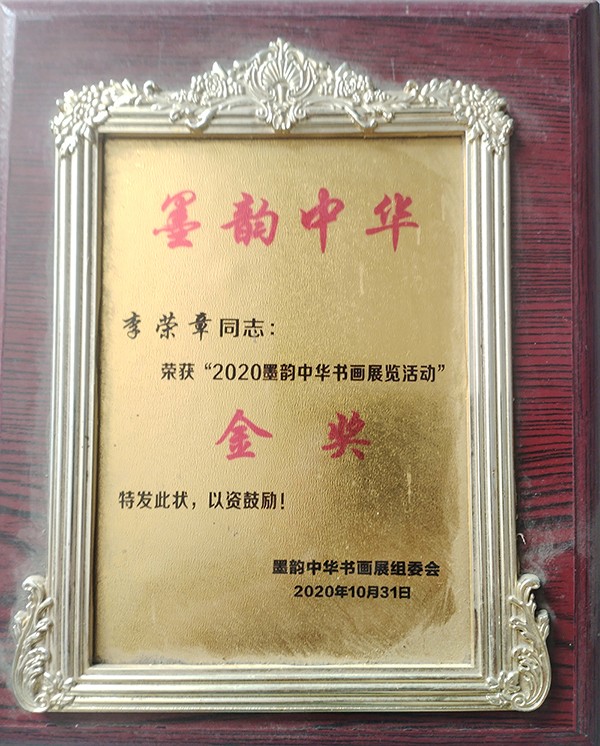 墨韵中华
李荣章同志：
荣获“2020墨韵中华书画展览活动”
金奖
特发此状，以资鼓励！
墨韵中华书画展组委会
2020年10月31日